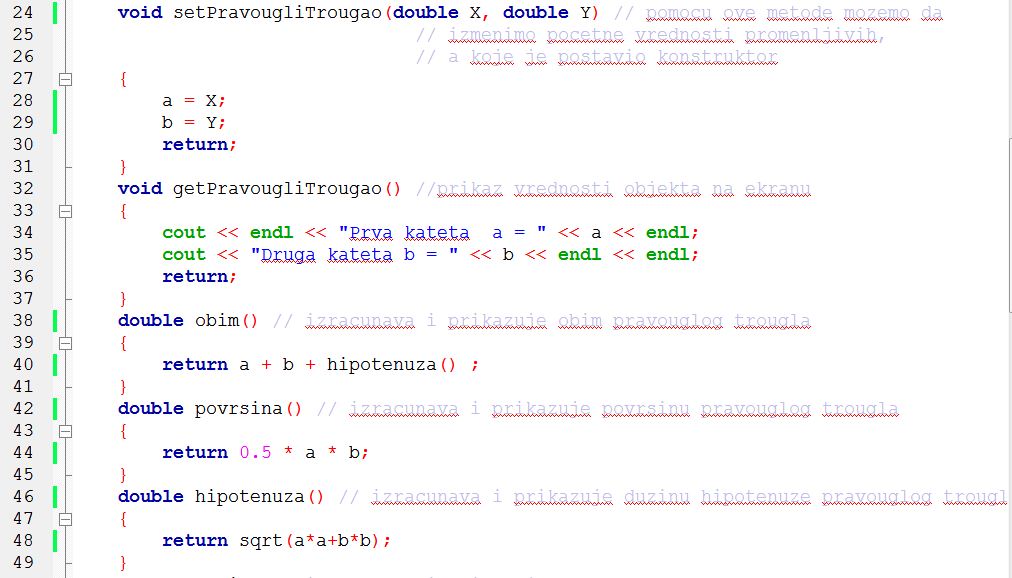 24 void setPravougliTrougao(double X, double Y) // pomocu ove metode mozemo da
25 // izmenimo pocetne vrednosti promenljivih,
26 // a koje je postavio konstruktor
27 {
28 a = X;
29 b = Y;
30 return;
31 }
32 void getPravougliTrougao() //prikaz vrednosti objekta na ekranu
33 {
34 cout << endl << "Prva kateta  a = " << a << endl;
35 cout << "Druga kateta b = " << b << endl << endl;
36 return;
37 }
38 double obim() // izracunava i prikazuje obim pravouglog trougla
39 {
40 return a + b + hipotenuza() ;
41 }
42 double povrsina() // izracunava i prikazuje povrsinu pravouglog trougla
43 {
44 return 0.5 * a * b;
45 }
46 double hipotenuza() // izracunava i prikazuje duzinu hipotenuze pravouglog trougl
47 {
48 return sqrt(a*a+b*b);
49 }